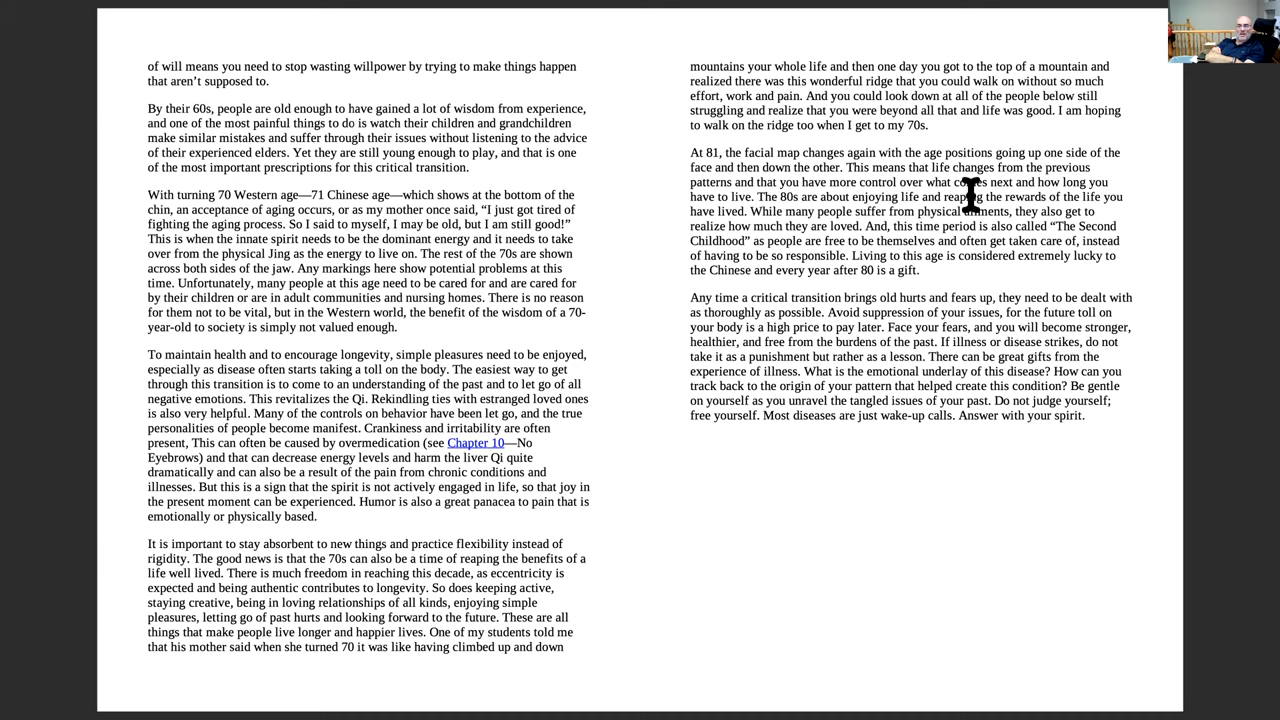 of will means you need to stop wasting willpower by trying to make things happen
that aren’t supposed to.
By their 60s, people are old enough to have gained a lot of wisdom from experience,
and one of the most painful things to do is watch their children and grandchildren
make similar mistakes and suffer through their issues without listening to the advice
of their experienced elders. Yet they are still young enough to play, and that is one
of the most important prescriptions for this critical transition.
With turning 70 Western age—71 Chinese age—which shows at the bottom of the
chin, an acceptance of aging occurs, or as my mother once said, “I just got tired of
fighting the aging process. So I said to myself, I may be old, but I am still good!”
This is when the innate spirit needs to be the dominant energy and it needs to take
over from the physical Jing as the energy to live on. The rest of the 70s are shown
across both sides of the jaw. Any markings here show potential problems at this
time. Unfortunately, many people at this age need to be cared for and are cared for
by their children or are in adult communities and nursing homes. There is no reason
for them not to be vital, but in the Western world, the benefit of the wisdom of a 70-
year-old to society is simply not valued enough.
To maintain health and to encourage longevity, simple pleasures need to be enjoyed,
especially as disease often starts taking a toll on the body. The easiest way to get
through this transition is to come to an understanding of the past and to let go of all
negative emotions. This revitalizes the Qi. Rekindling ties with estranged loved ones
is also very helpful. Many of the controls on behavior have been let go, and the true
personalities of people become manifest. Crankiness and irritability are often
present, This can often be caused by overmedication (see Chapter 10—No
Eyebrows) and that can decrease energy levels and harm the liver Qi quite
dramatically and can also be a result of the pain from chronic conditions and
illnesses. But this is a sign that the spirit is not actively engaged in life, so that joy in
the present moment can be experienced. Humor is also a great panacea to pain that is
emotionally or physically based.
It is important to stay absorbent to new things and practice flexibility instead of
rigidity. The good news is that the 70s can also be a time of reaping the benefits of a
life well lived. There is much freedom in reaching this decade, as eccentricity is
expected and being authentic contributes to longevity. So does keeping active,
staying creative, being in loving relationships of all kinds, enjoying simple
pleasures, letting go of past hurts and looking forward to the future. These are all
things that make people live longer and happier lives. One of my students told me
that his mother said when she turned 70 it was like having climbed up and down
mountains your whole life and then one day you got to the top of a mountain and
realized there was this wonderful ridge that you could walk on without so much
effort, work and pain. And you could look down at all of the people below still
struggling and realize that you were beyond all that and life was good. I am hoping
to walk on the ridge too when I get to my 70s.
At 81, the facial map changes again with the age positions going up one side of the
face and then down the other. This means that life changes from the previous
patterns and that you have more control over what comes next and how long you
have to live. The 80s are about enjoying life and reaping the rewards of the life you
have lived. While many people suffer from physical ailments, they also get to
realize how much they are loved. And, this time period is also called “The Second
Childhood” as people are free to be themselves and often get taken care of, instead
of having to be so responsible. Living to this age is considered extremely lucky to
the Chinese and every year after 80 is a gift.
Any time a critical transition brings old hurts and fears up, they need to be dealt with
as thoroughly as possible. Avoid suppression of your issues, for the future toll on
your body is a high price to pay later. Face your fears, and you will become stronger,
healthier, and free from the burdens of the past. If illness or disease strikes, do not
take it as a punishment but rather as a lesson. There can be great gifts from the
experience of illness. What is the emotional underlay of this disease? How can you
track back to the origin of your pattern that helped create this condition? Be gentle
on yourself as you unravel the tangled issues of your past. Do not judge yourself;
free yourself. Most diseases are just wake-up calls. Answer with your spirit.